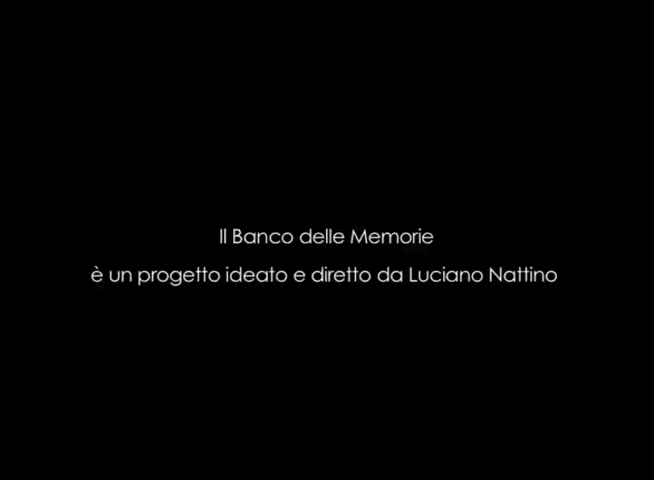 Il Banco delle Memorie
è un progetto ideato e diretto da Luciano Nattino